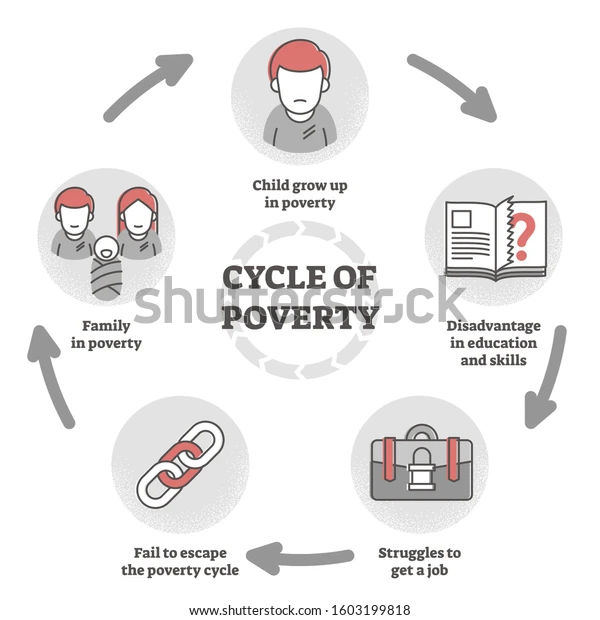 Child grow up
in poverty
CYCLE OF
POVERTY
Family
in poverty
?
Disadvantage
in education
and skills
Fail to escape
the poverty cycle
Struggles to
get a job
shutterstock
shutterstock.com · 1603199818